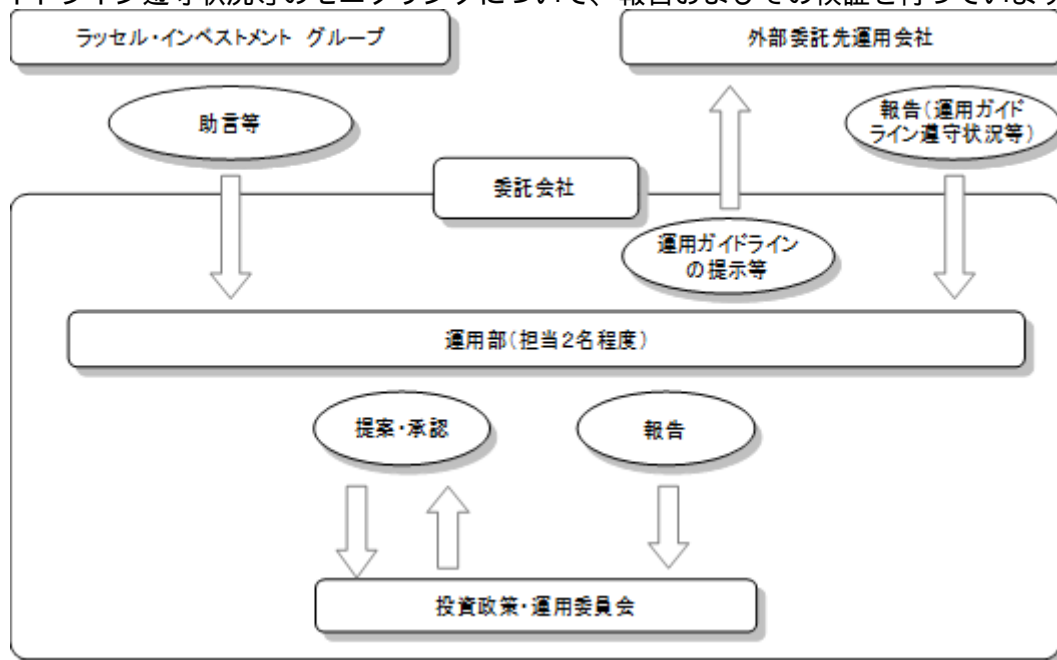 イドライン遵守状況等のモニタリングについて、報告およびその検証を行っています
ラッセル・インベストメント グループ
外部委託先運用会社
助言等
報告(運用ガイド
ライン遵守状況等)
委託会社
運用ガイドライン
の提示等
運用部(担当2名程度)
提案・承認
報告
投資政策・運用委員会